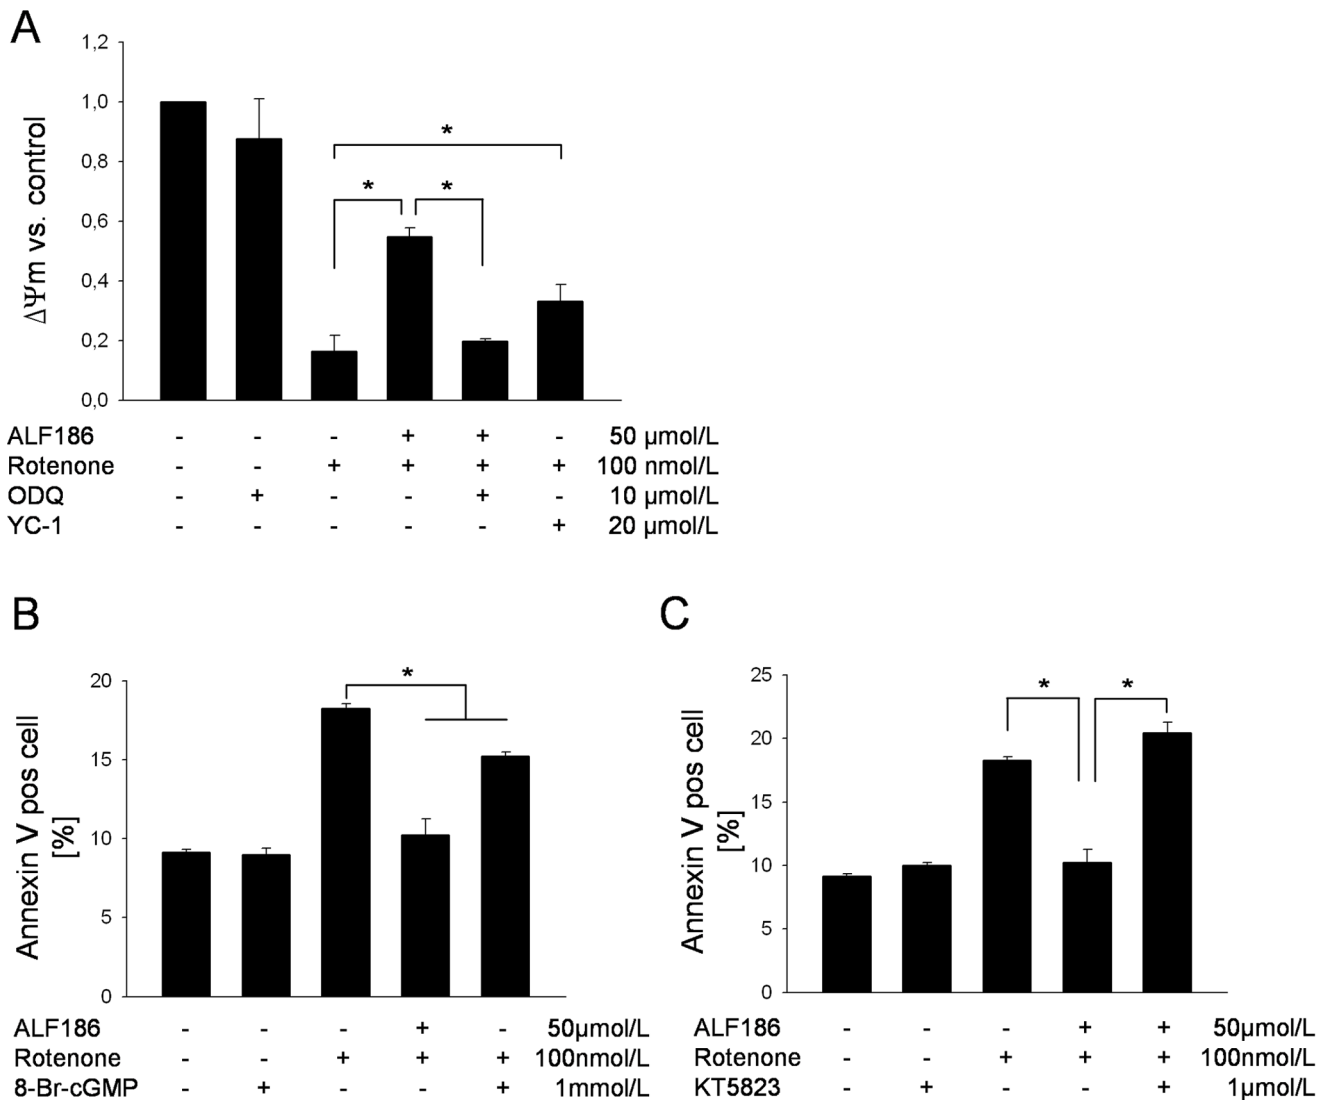 A
1,2
1,0
0,8
0,6
0,4
0,2
0,0
ΔΨm vs. control
*
* *
ALF186 - - - + + - 50 µmol/L
Rotenone - - + + + + 100 nmol/L
ODQ - + - - + - 10 µmol/L
YC-1 - - - - - + 20 µmol/L
B
20
15
10
5
0
Annexin V pos cell
[%]
*
ALF186 - - - + - 50µmol/L
Rotenone - - + + + 100nmol/L
8-Br-cGMP - + - - + 1mmol/L
C
25
20
15
10
5
0
Annexin V pos cell
[%]
* *
ALF186 - - - + + 50µmol/L
Rotenone - - + + + 100nmol/L
KT5823 - + - - + 1µmol/L